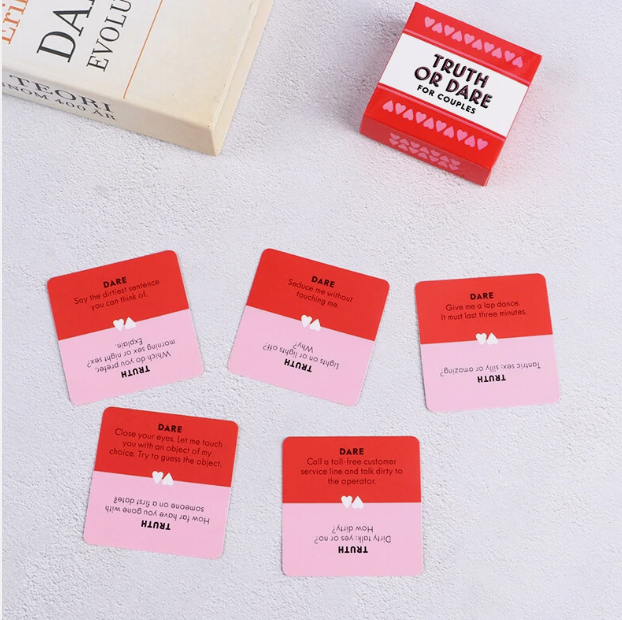 DAR
EVOLU
TEORI
NNOM 400 ÅR
TRUTH
OR DARE
FOR COUPLES
DARE
Say the dirtiest sentence
you can think of.
TRUTH
Which do you prefer,
morning sex or night sex?
Explain.
DARE
Seduce me without
touching me.
TRUTH
Lights on or lights off?
Why?
DARE
Give me a lap dance.
It must last three minutes.
TRUTH
Tantric sex: silly or amazing?
DARE
Close your eyes. Let me touch
you with an object of my
choice. Try to guess the object.
TRUTH
How far have you gone with
someone on a first date?
DARE
Call a toll-free customer
service line and talk dirty to
the operator.
TRUTH
Dirty talk: yes or no?
How dirty?